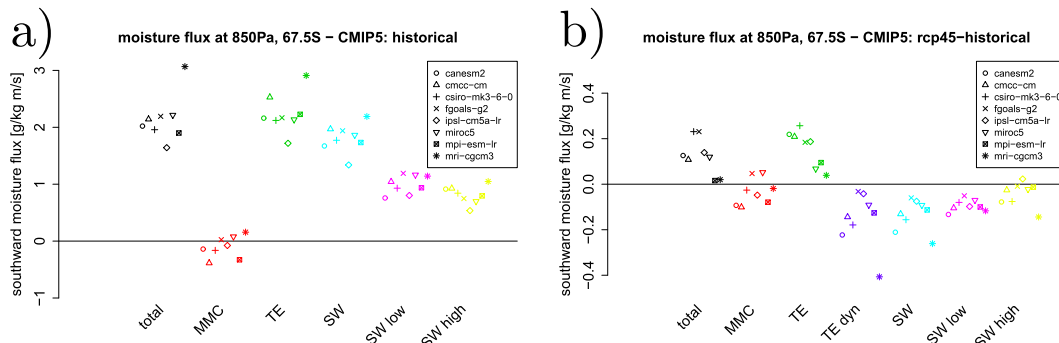 a)
moisture flux at 850Pa, 67.5S − CMIP5: historical
southward moisture flux [g/kg m/s]
3
2
1
0
−1
canesm2
cmcc−cm
csiro−mk3−6−0
fgoals−g2
ipsl−cm5a−lr
miroc5
mpi−esm−lr
mri−cgcm3
total
MMC
TE
SW
SW low
SW high
b)
moisture flux at 850Pa, 67.5S − CMIP5: rcp45−historical
southward moisture flux [g/kg m/s]
0.4
0.2
0.0
−0.2
−0.4
canesm2
cmcc−cm
csiro−mk3−6−0
fgoals−g2
ipsl−cm5a−lr
miroc5
mpi−esm−lr
mri−cgcm3
total
MMC
TE
TE dyn
SW
SW low
SW high